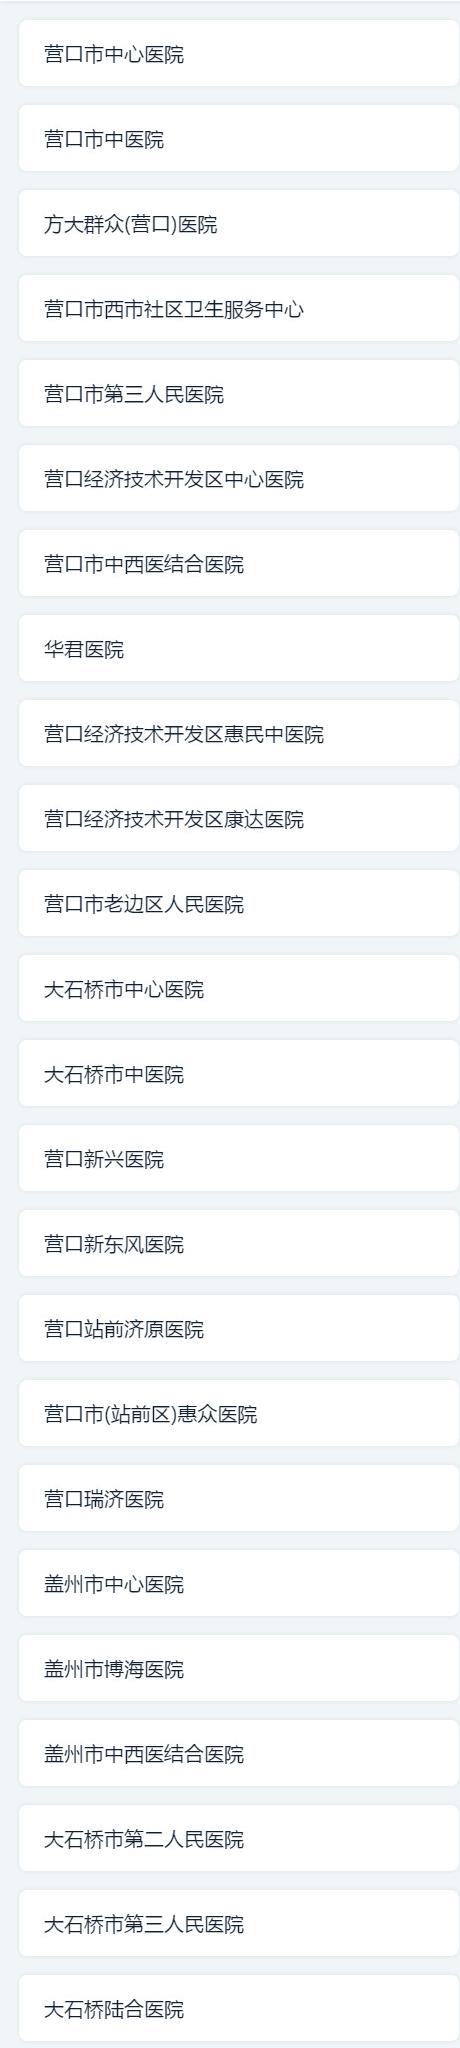 营口市中心医院
营口市中医院
方大群众(营口)医院
营口市西市社区卫生服务中心
营口市第三人民医院
营口经济技术开发区中心医院
营口市中西医结合医院
华君医院
营口经济技术开发区惠民中医院
营口经济技术开发区康达医院
营口市老边区人民医院
大石桥市中心医院
大石桥市中医院
营口新兴医院
营口新东风医院
营口站前济原医院
营口市(站前区)惠众医院
营口瑞济医院
盖州市中心医院
盖州市博海医院
盖州市中西医结合医院
大石桥市第二人民医院
大石桥市第三人民医院
大石桥陆合医院